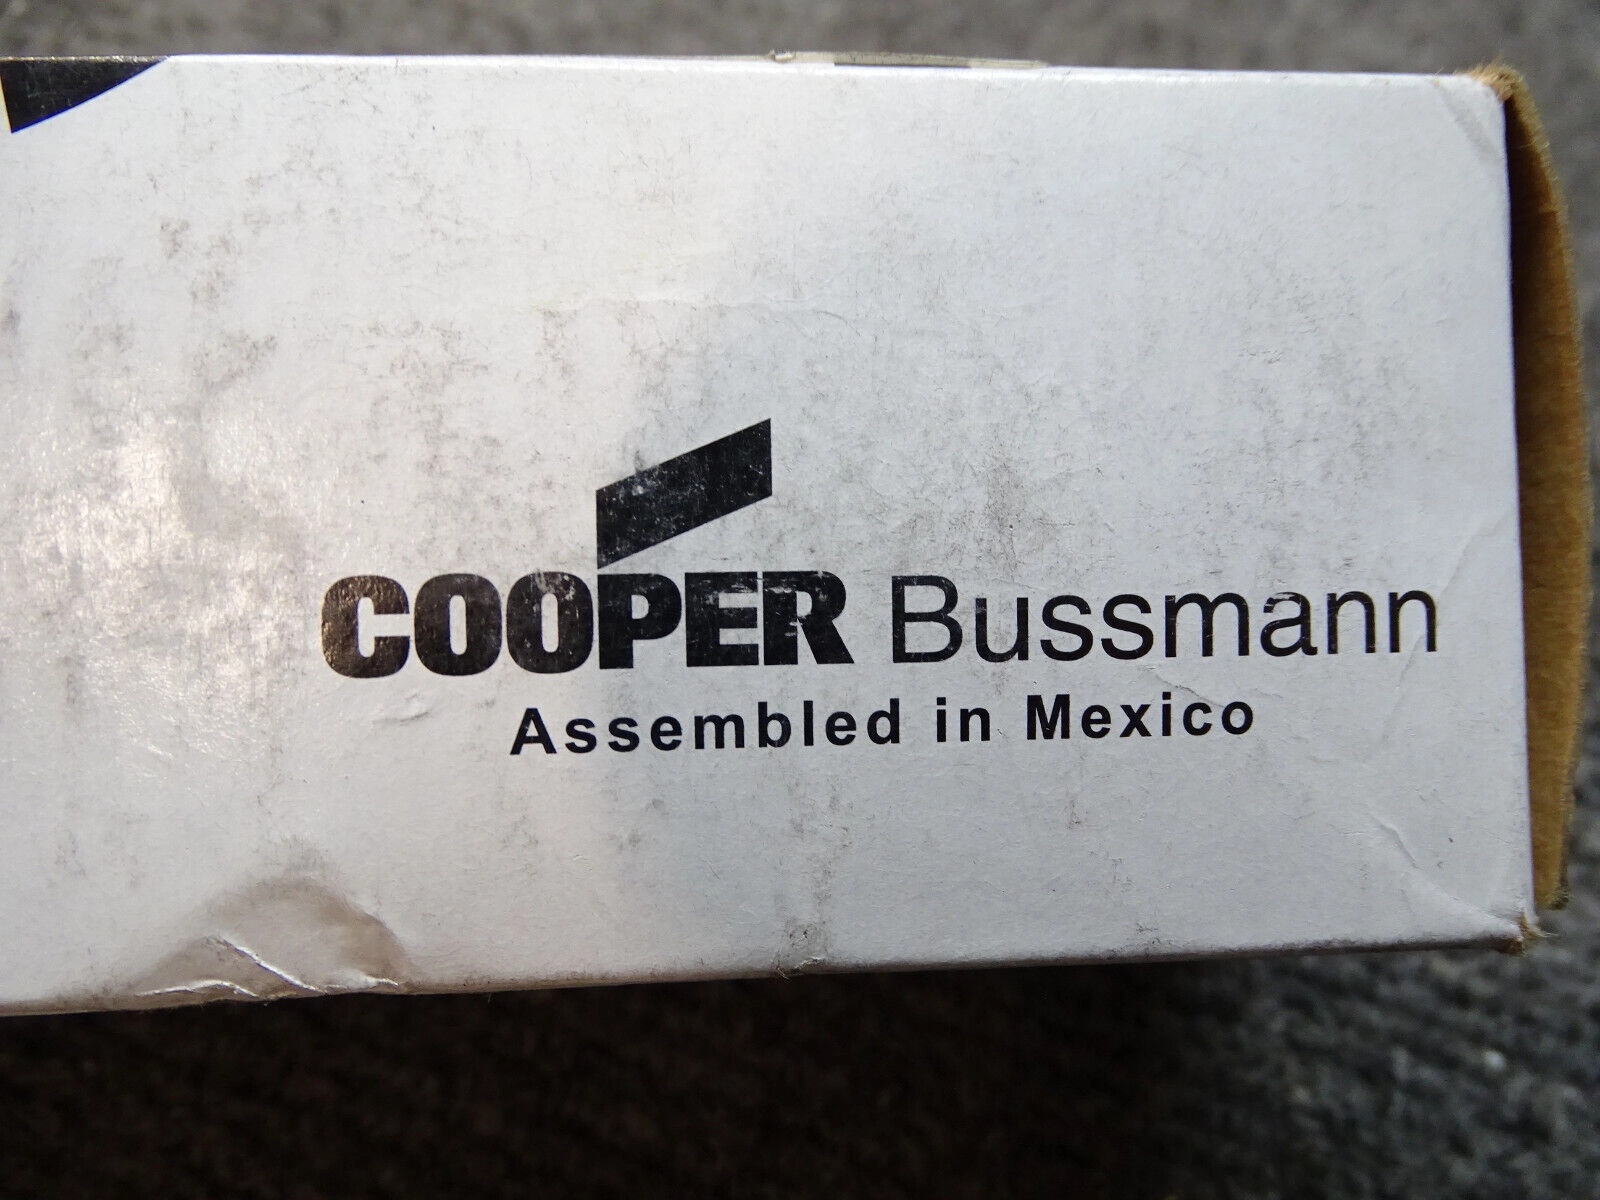 COOPER Bussmann
Assembled in Mexico